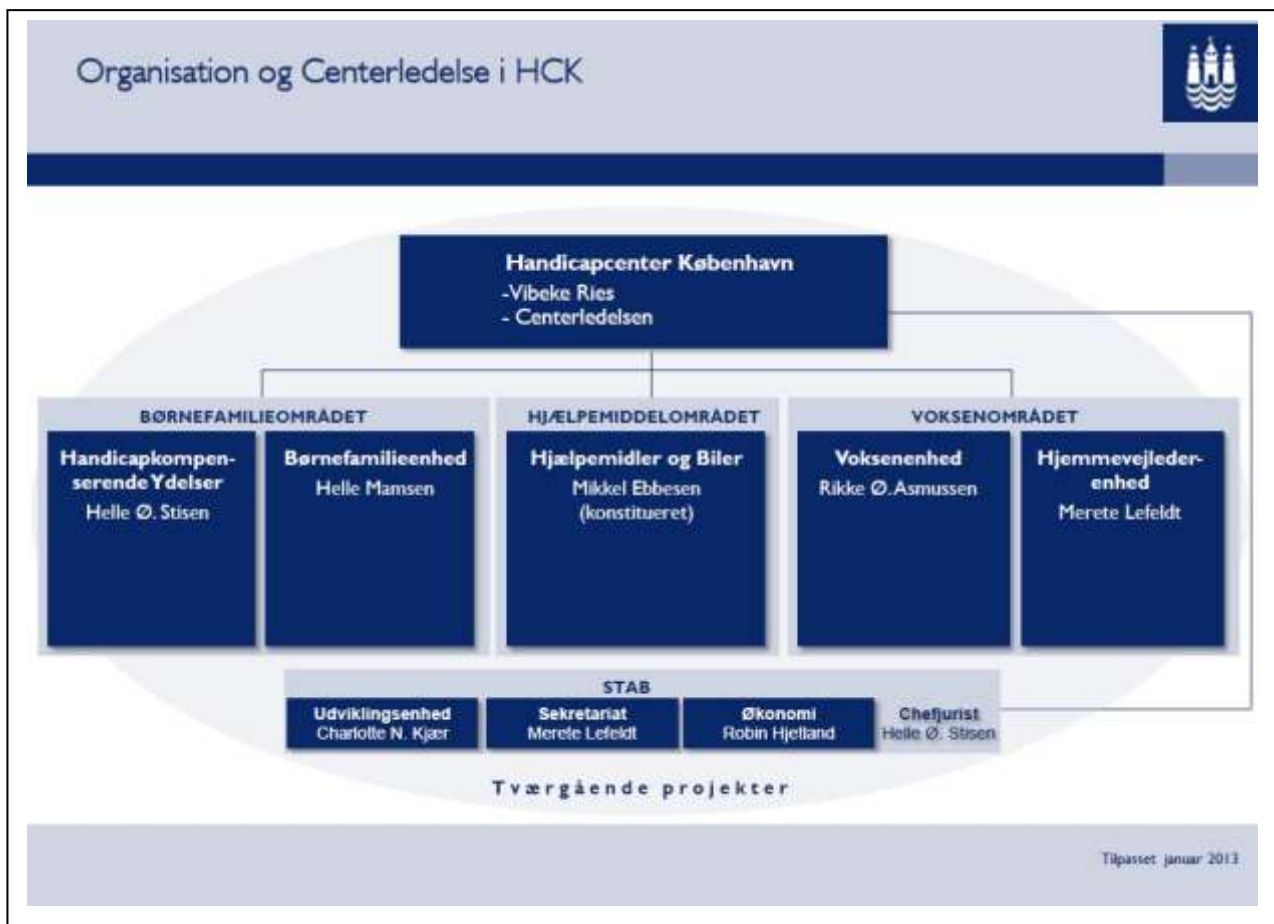 Organisation og Centerledelse i HCK
Handicapcenter København
-Vibeke Ries
- Centerledelsen
BØRNEFAMILIEOMRÅDET
Handicapkompen-
serende Ydelser
Helle Ø. Stisen
Børnefamilieenhed
Helle Mamsen
HJÆLPEMIDDELOMRÅDET
Hjælpemidler og Biler
Mikkel Ebbesen
(konstitueret)
VOKSENOMRÅDET
Voksenenhed
Rikke Ø. Asmussen
Hjemmevejleder-
enhed
Merete Lefeldt
STAB
Udviklingsenhed
Charlotte N. Kjær
Sekretariat
Merete Lefeldt
Økonomi
Robin Hjetland
Chefjurist
Helle Ø. Stisen
Tværgående projekter
Tilpasset januar 2013